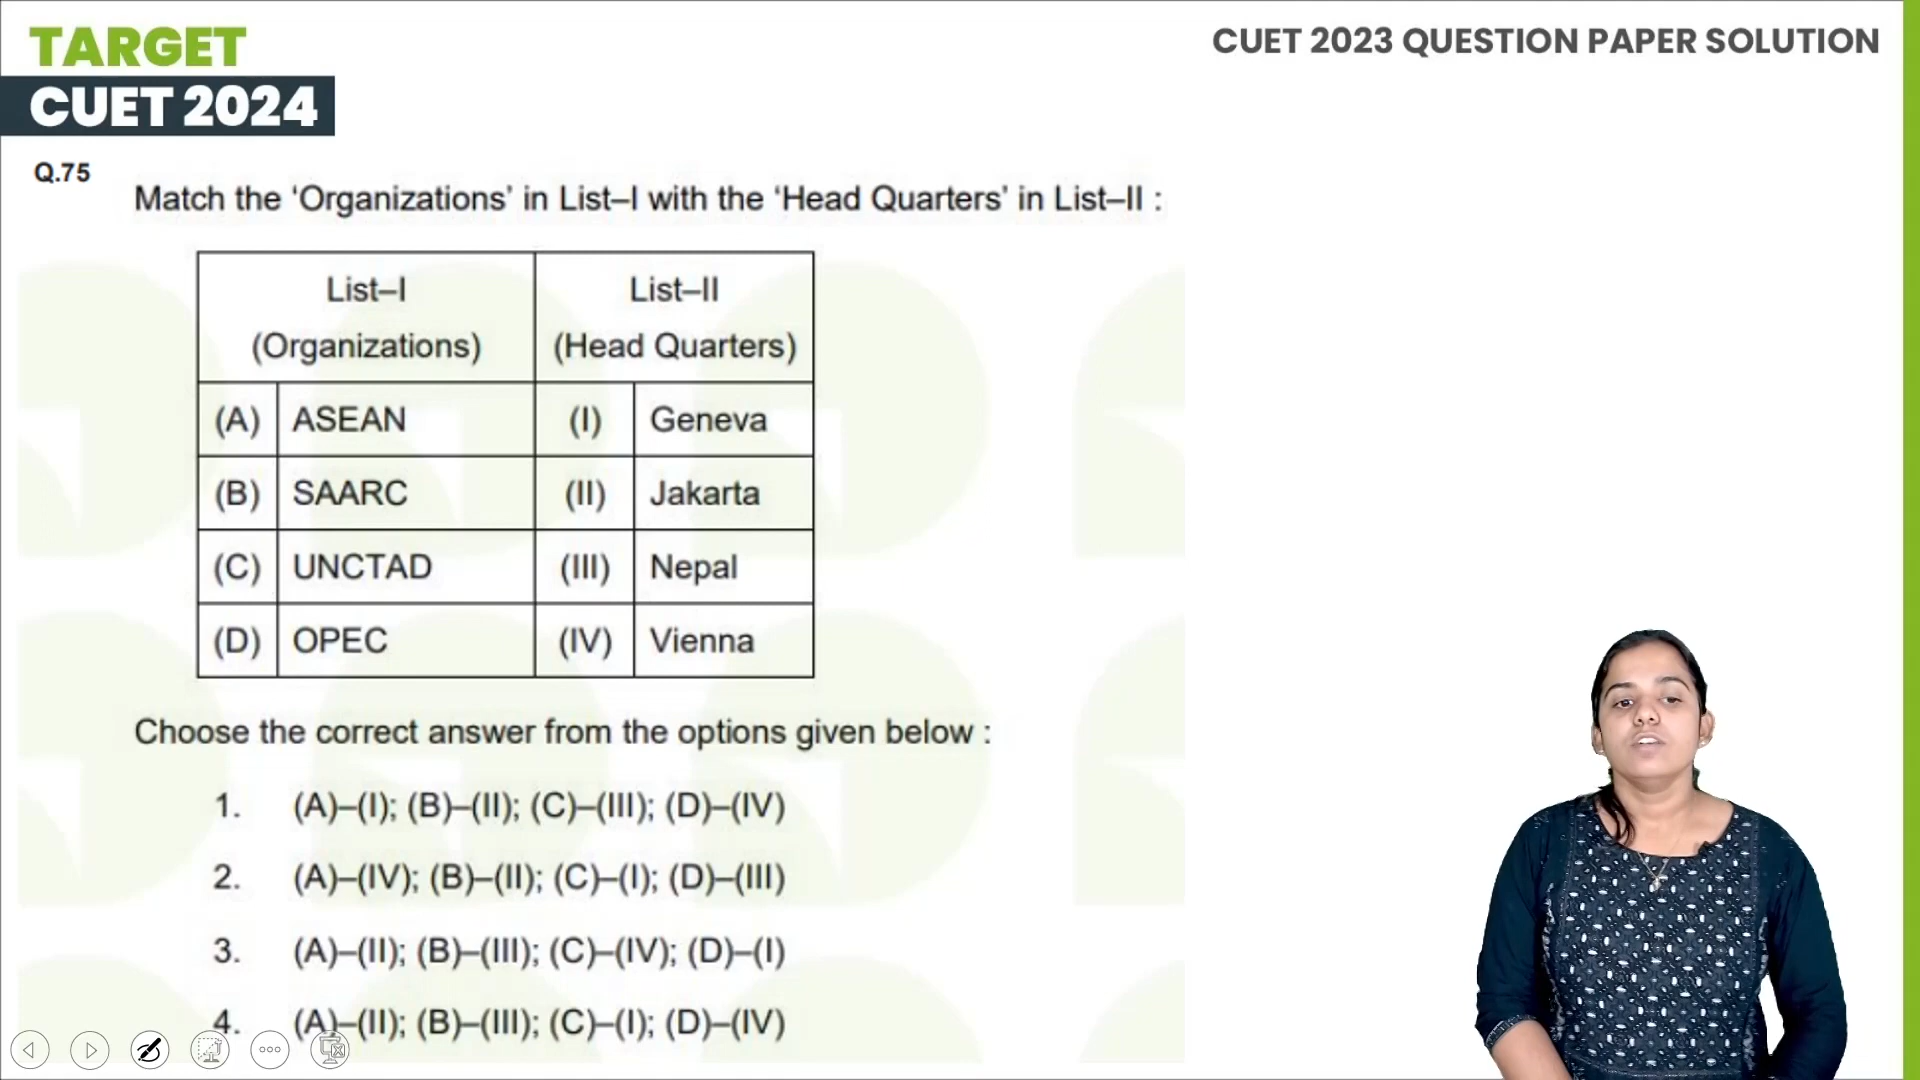 TARGET
CUET 2024
CUET 2023 QUESTION PAPER SOLUTION
Q.75
Match the ‘Organizations’ in List–I with the ‘Head Quarters’ in List–II :
List–I List–II
(Organizations) (Head Quarters)
(A) ASEAN (I) Geneva
(B) SAARC (II) Jakarta
(C) UNCTAD (III) Nepal
(D) OPEC (IV) Vienna
Choose the correct answer from the options given below :
1. (A)–(I); (B)–(II); (C)–(III); (D)–(IV)
2. (A)–(IV); (B)–(II); (C)–(I); (D)–(III)
3. (A)–(II); (B)–(III); (C)–(IV); (D)–(I)
4. (A)–(II); (B)–(III); (C)–(I); (D)–(IV)